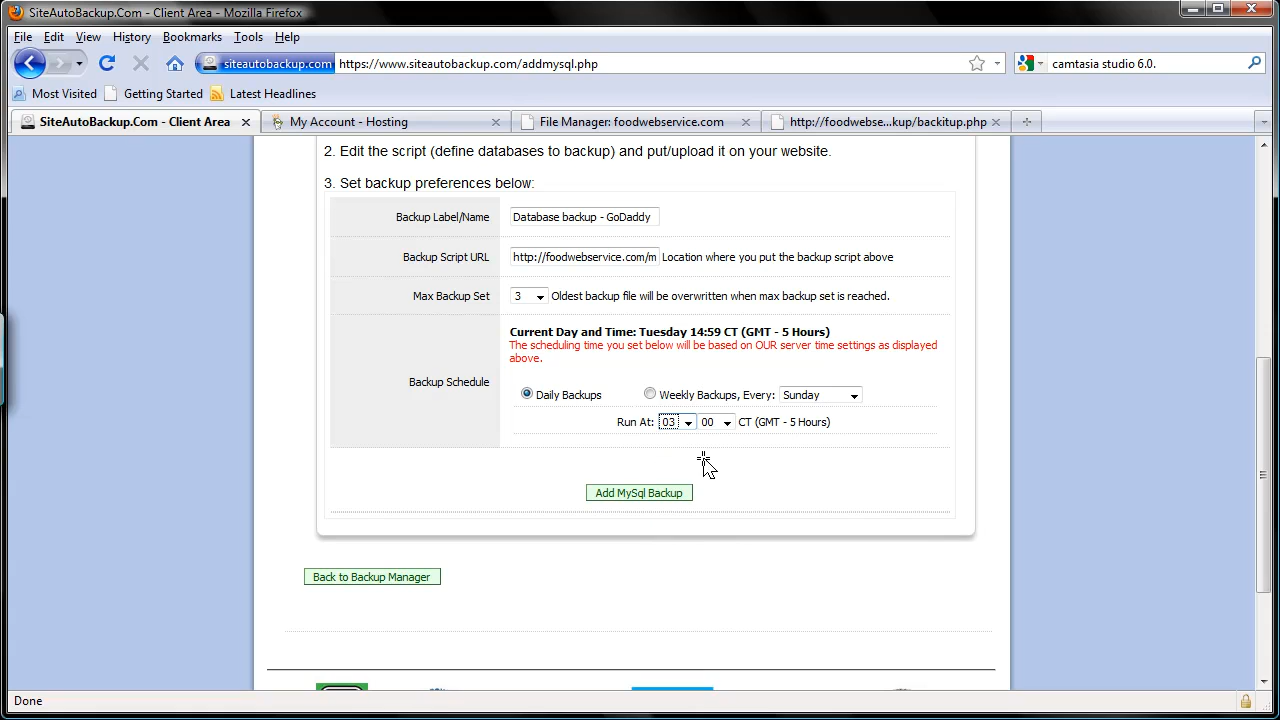 SiteAutoBackup.Com - Client Area - Mozilla Firefox
File Edit View History Bookmarks Tools Help
siteautobackup.com https://www.siteautobackup.com/addmysql.php camtasia studio 6.0.
Most Visited Getting Started Latest Headlines
SiteAutoBackup.Com - Client Area My Account - Hosting File Manager: foodwebservice.com http://foodwebse...kup/backitup.php
2. Edit the script (define databases to backup) and put/upload it on your website.
3. Set backup preferences below:
Backup Label/Name Database backup - GoDaddy
Backup Script URL http://foodwebservice.com/m Location where you put the backup script above
Max Backup Set 3 Oldest backup file will be overwritten when max backup set is reached.
Current Day and Time: Tuesday 14:59 CT (GMT - 5 Hours)
The scheduling time you set below will be based on OUR server time settings as displayed
above.
Backup Schedule
Daily Backups Weekly Backups, Every: Sunday
Run At: 03 00 CT (GMT - 5 Hours)
Add MySql Backup
Back to Backup Manager
Done